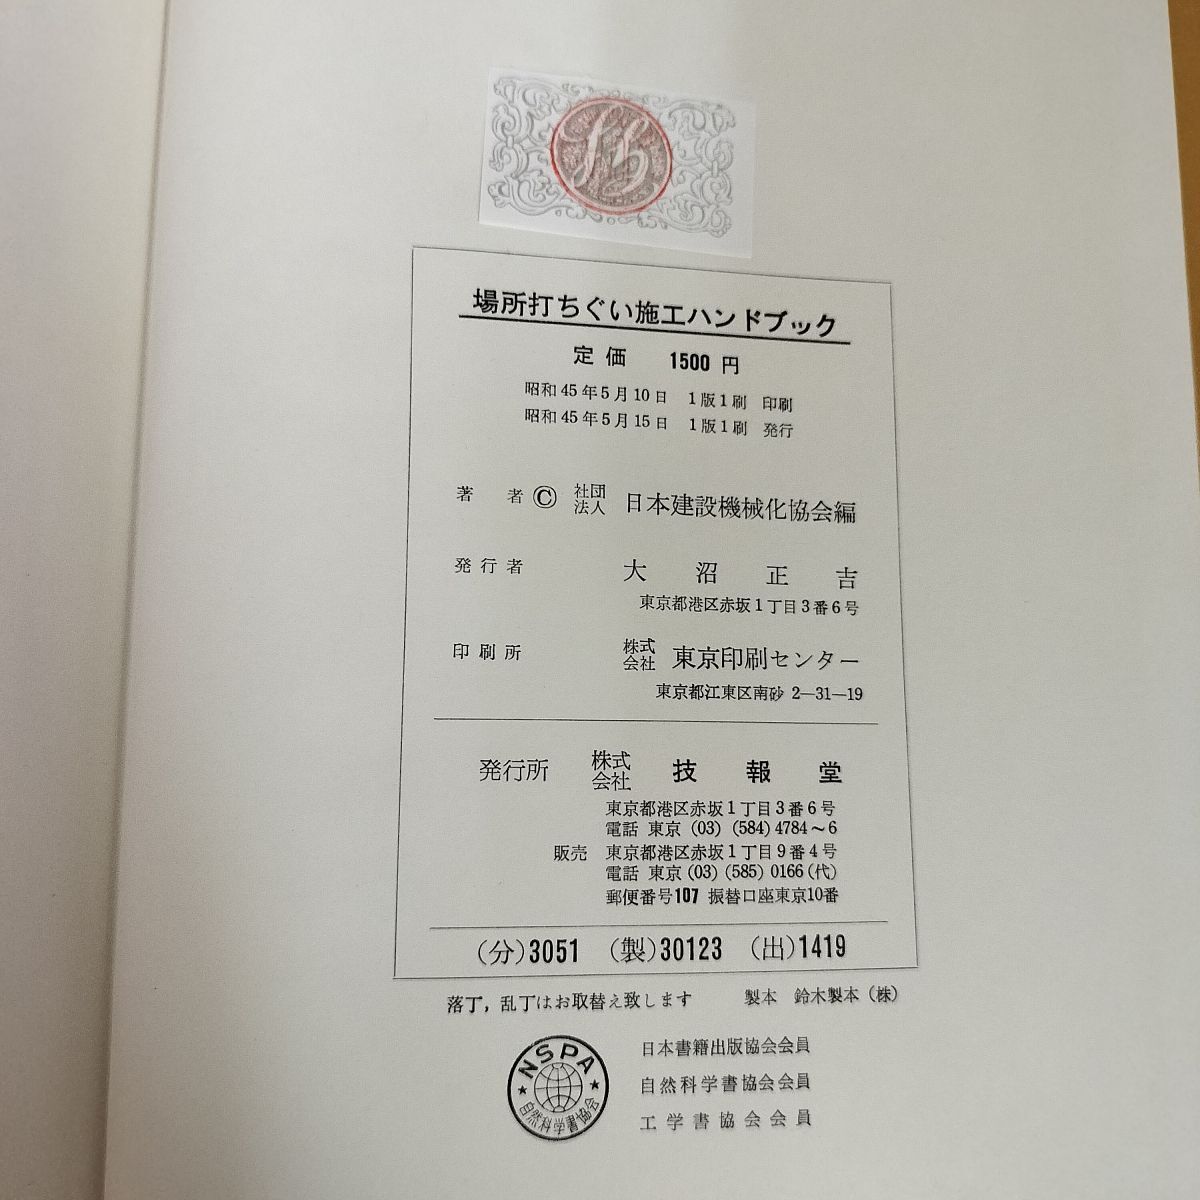 場所打ちぐい施工ハンドブック
定価 1500円
昭和45年5月10日 1版1刷 印刷
昭和45年5月15日 1版1刷 発行
著者 © 社団法人 日本建設機械化協会編
発行者 大沼正吉
東京都港区赤坂1丁目3番6号
印刷所 株式会社 東京印刷センター
東京都江東区南砂 2-31-19
発行所 株式会社 技報堂
東京都港区赤坂1丁目3番6号
電話 東京 (03) (584) 4784~6
販売 東京都港区赤坂1丁目9番4号
電話 東京 (03) (585) 0166 (代)
郵便番号107 振替口座東京10番
(分)3051 (製)30123 (出)1419
落丁,乱丁はお取替え致します 製本 鈴木製本(株)
NSPA
自然科学書協会
日本書籍出版協会会員
自然科学書協会会員
工学書協会会員